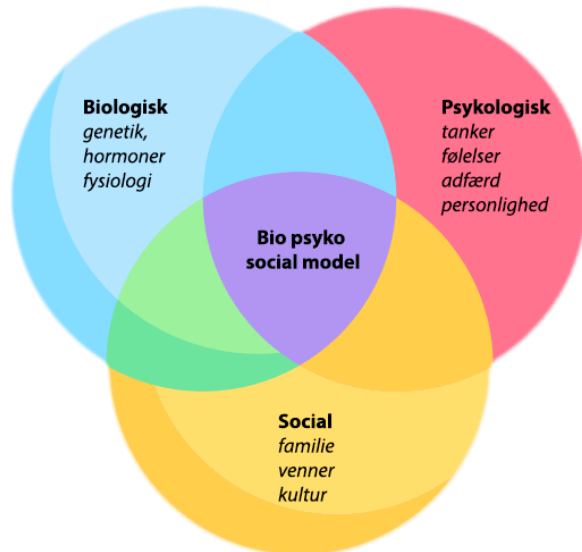 Biologisk
genetik,
hormoner
fysiologi
Psykologisk
tanker
følelser
adfærd
personlighed
Bio psyko
social model
Social
familie
venner
kultur